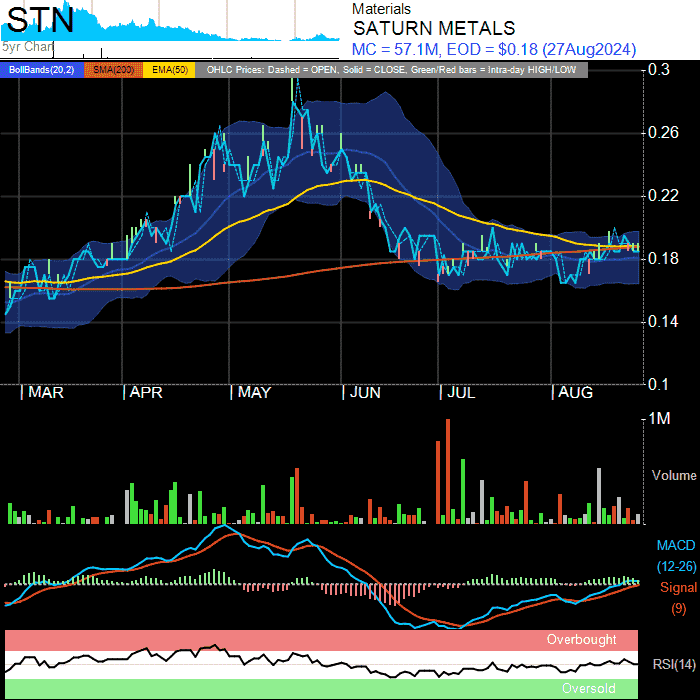 STN
5yr Chart
Materials
SATURN METALS
MC = 57.1M, EOD = $0.18 (27Aug2024)
BollBands(20,2) SMA(200) EMA(50) OHLC Prices: Dashed = OPEN, Solid = CLOSE, Green/Red bars = Intra-day HIGH/LOW
0.3
0.26
0.22
0.18
0.14
0.1
MAR APR MAY JUN JUL AUG
1M
Volume
MACD
(12-26)
Signal
(9)
Overbought
RSI(14)
Oversold